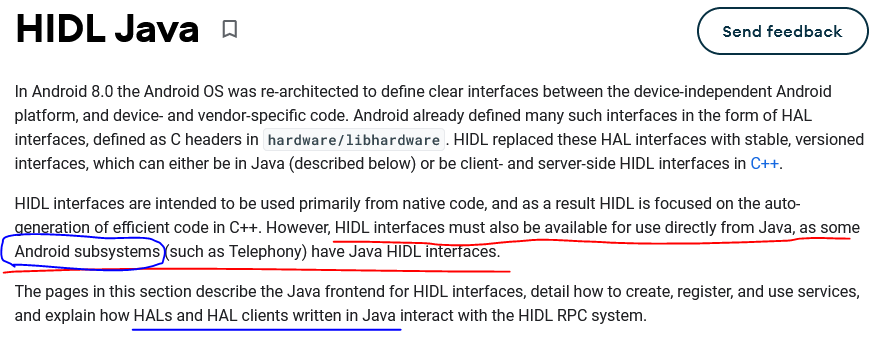 HIDL Java
Send feedback
In Android 8.0 the Android OS was re-architected to define clear interfaces between the device-independent Android
platform, and device- and vendor-specific code. Android already defined many such interfaces in the form of HAL
interfaces, defined as C headers in hardware/libhardware. HIDL replaced these HAL interfaces with stable, versioned
interfaces, which can either be in Java (described below) or be client- and server-side HIDL interfaces in C++.
HIDL interfaces are intended to be used primarily from native code, and as a result HIDL is focused on the auto-
generation of efficient code in C++. However, HIDL interfaces must also be available for use directly from Java, as some
Android subsystems (such as Telephony) have Java HIDL interfaces.
The pages in this section describe the Java frontend for HIDL interfaces, detail how to create, register, and use services,
and explain how HALs and HAL clients written in Java interact with the HIDL RPC system.